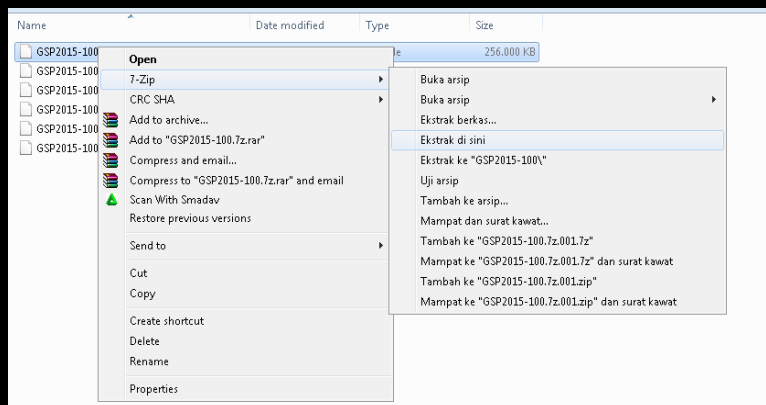 Name Date modified Type Size
GSP2015-100 le 256.000 KB
GSP2015-100
GSP2015-100
GSP2015-100
GSP2015-100
GSP2015-100
Open
7-Zip
CRC SHA
Add to archive...
Add to "GSP2015-100.7z.rar"
Compress and email...
Compress to "GSP2015-100.7z.rar" and email
Scan With Smadav
Restore previous versions
Send to
Cut
Copy
Create shortcut
Delete
Rename
Properties
Buka arsip
Buka arsip
Ekstrak berkas...
Ekstrak di sini
Ekstrak ke "GSP2015-100\"
Uji arsip
Tambah ke arsip...
Mampat dan surat kawat...
Tambah ke "GSP2015-100.7z.001.7z"
Mampat ke "GSP2015-100.7z.001.7z" dan surat kawat
Tambah ke "GSP2015-100.7z.001.zip"
Mampat ke "GSP2015-100.7z.001.zip" dan surat kawat